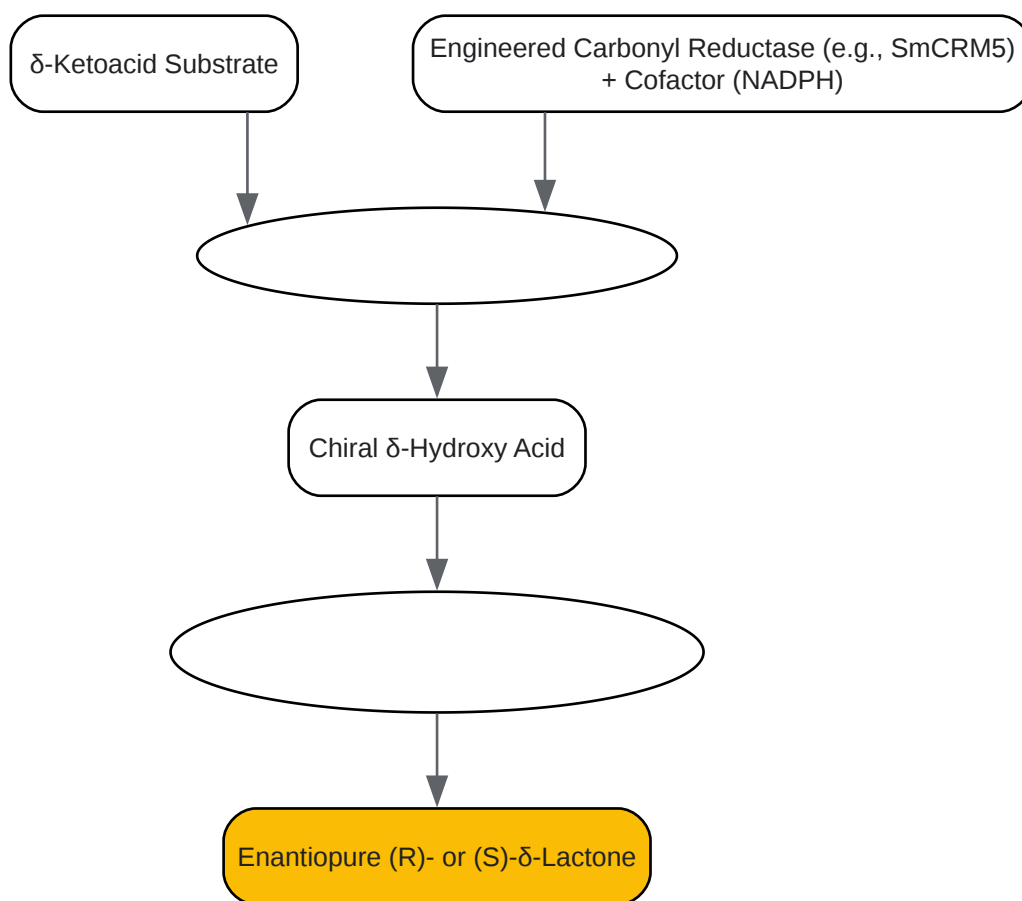 δ-Ketoacid Substrate
Engineered Carbonyl Reductase (e.g., SmCRM5)
+ Cofactor (NADPH)
Chiral δ-Hydroxy Acid
Enantiopure (R)- or (S)-δ-Lactone